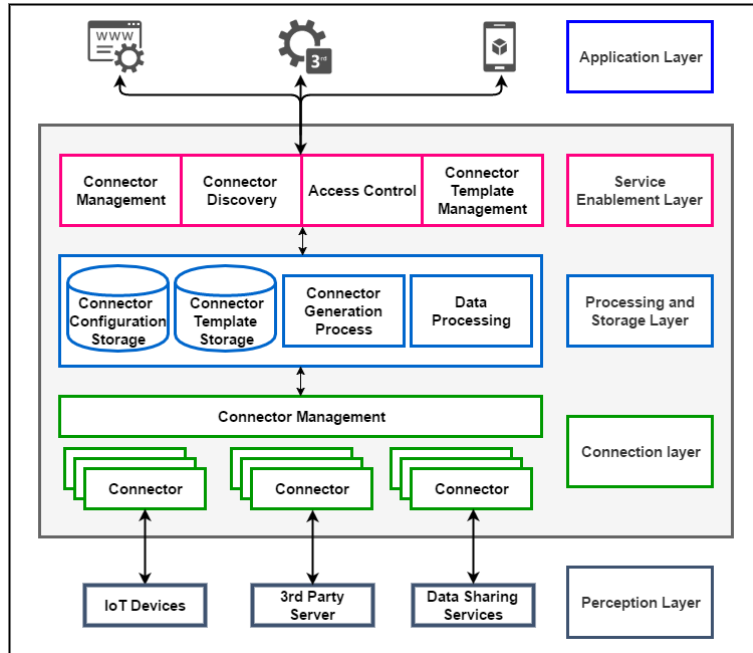 WWW
3rd
Application Layer
Connector
Management
Connector
Discovery
Access Control
Connector
Template
Management
Service
Enablement Layer
Connector
Configuration
Storage
Connector
Template
Storage
Connector
Generation
Process
Data
Processing
Processing and
Storage Layer
Connector Management
Connection layer
Connector
Connector
Connector
IoT Devices
3rd Party
Server
Data Sharing
Services
Perception Layer